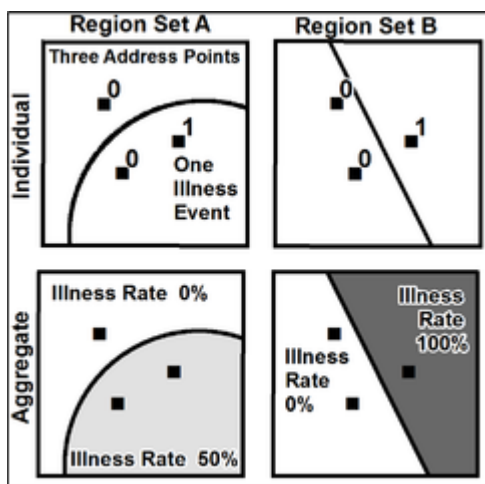 Region Set A
Region Set B
Individual
Three Address Points
0
1
0
One
Illness
Event
0
1
0
Aggregate
Illness Rate 0%
Illness Rate 50%
Illness
Rate
100%
Illness
Rate
0%